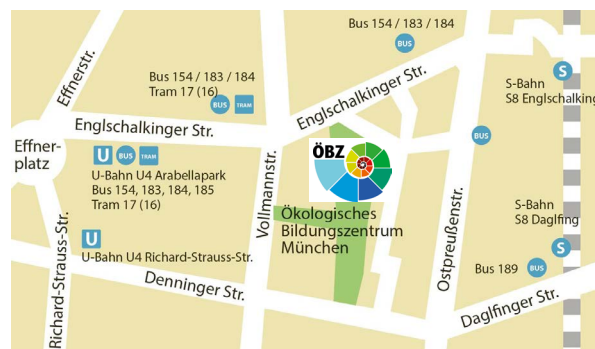 Bus 154 / 183 / 184
BUS
Effnerstr.
Bus 154 / 183 / 184
Tram 17 (16)
BUS
TRAM
Englschalkinger Str.
Englschalkinger Str.
S
S-Bahn
S8 Englschalking
Effner-
platz
U
BUS
TRAM
U-Bahn U4 Arabellapark
Bus 154, 183, 184, 185
Tram 17 (16)
Vollmannstr.
ÖBZ
Ökologisches
Bildungszentrum
München
BUS
Ostpreußenstr.
S-Bahn
S8 Daglfing
S
U
U-Bahn U4 Richard-Strauss-Str.
Richard-Strauss-Str.
Denninger Str.
Bus 189
BUS
Daglfinger Str.